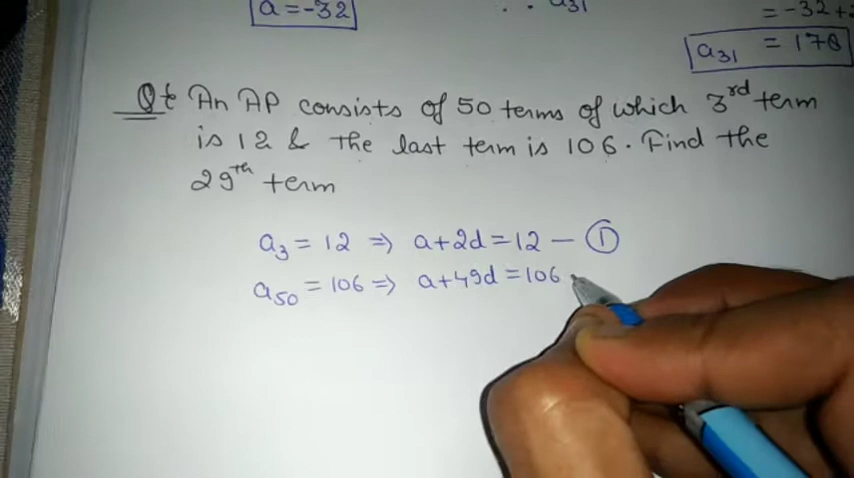 a = -32
∴ a31
= -32+
a31 = 178
Q: An AP consists of 50 terms of which 3rd term
is 12 & the last term is 106. Find the
29th term
a3 = 12 ⇒ a+2d = 12 — ①
a50 = 106 ⇒ a+49d = 106